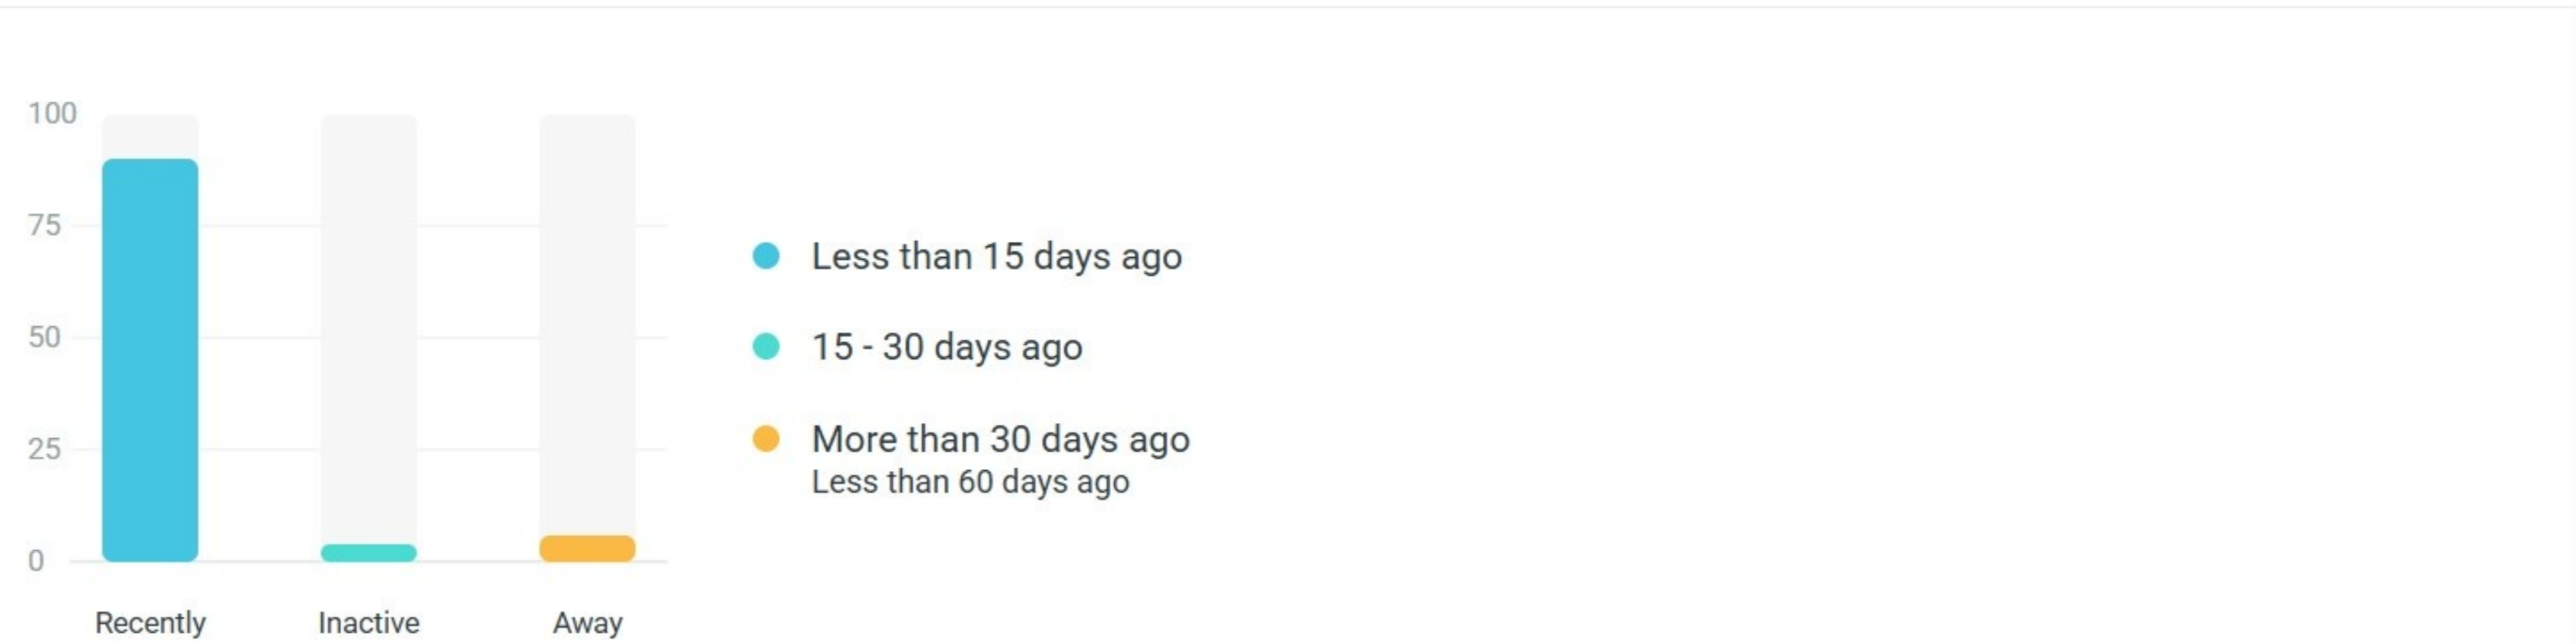 100
75
50
25
0
Recently Inactive Away
Less than 15 days ago
15 - 30 days ago
More than 30 days ago
Less than 60 days ago